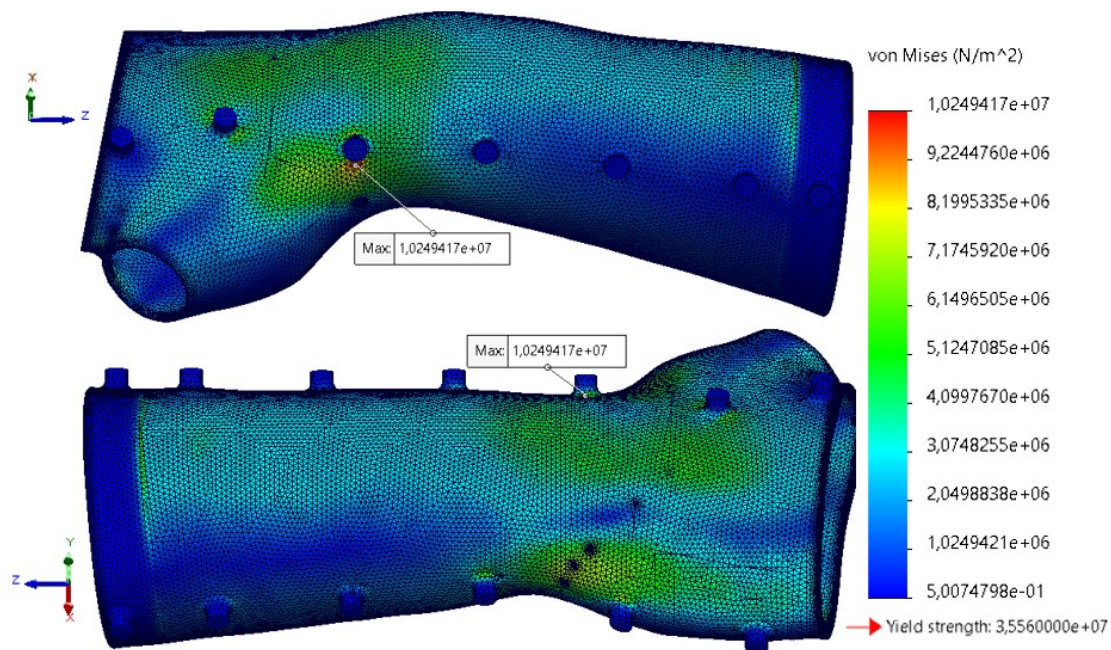 X
Z
Max: 1,0249417e+07
Max: 1,0249417e+07
Y
Z
X
von Mises (N/m^2)
1,0249417e+07
9,2244760e+06
8,1995335e+06
7,1745920e+06
6,1496505e+06
5,1247085e+06
4,0997670e+06
3,0748255e+06
2,0498838e+06
1,0249421e+06
5,0074798e-01
Yield strength: 3,5560000e+07